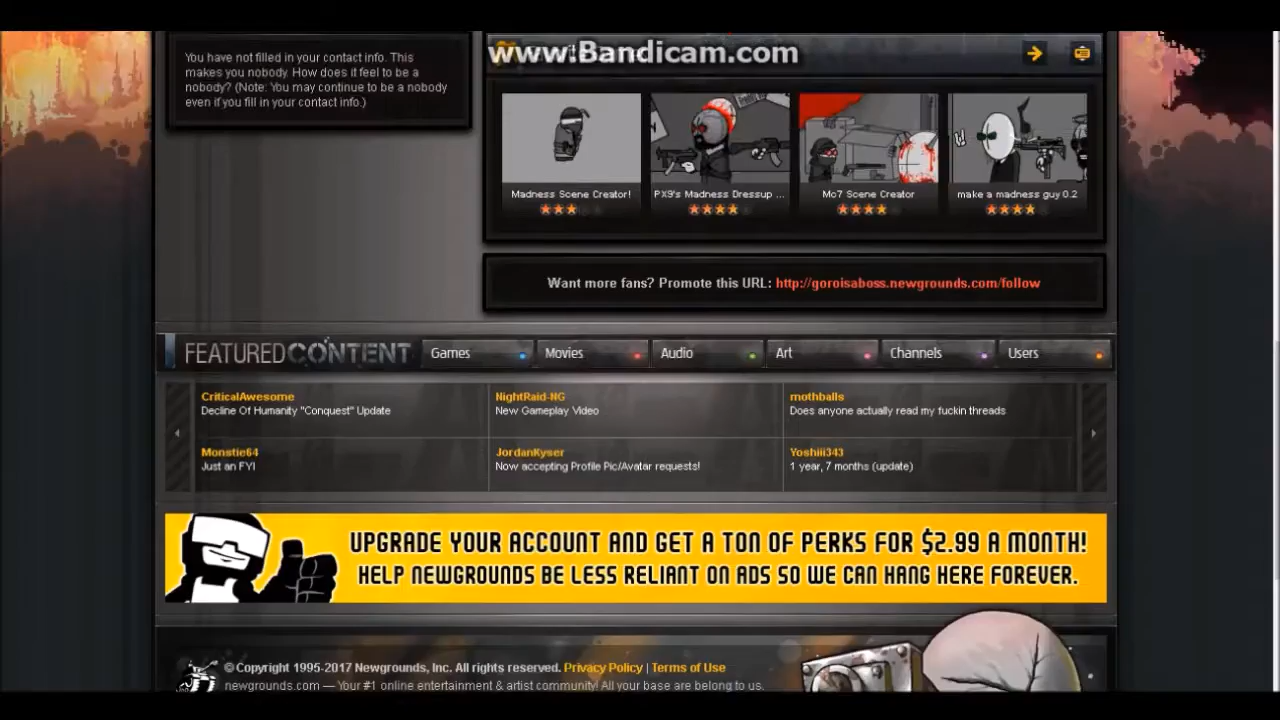 You have not filled in your contact info. This
makes you nobody. How does it feel to be a
nobody? (Note: You may continue to be a nobody
even if you fill in your contact info.)
www.Bandicam.com
Madness Scene Creator!
PX9's Madness Dressup ...
Mo7 Scene Creator
make a madness guy 0.2
Want more fans? Promote this URL: http://goroisaboss.newgrounds.com/follow
FEATURED CONTENT
Games
Movies
Audio
Art
Channels
Users
CriticalAwesome
Decline Of Humanity "Conquest" Update
NightRaid-NG
New Gameplay Video
mothballs
Does anyone actually read my fuckin threads
Monstie64
Just an FYI
JordanKyser
Now accepting Profile Pic/Avatar requests!
Yoshiii343
1 year, 7 months (update)
UPGRADE YOUR ACCOUNT AND GET A TON OF PERKS FOR $2.99 A MONTH!
HELP NEWGROUNDS BE LESS RELIANT ON ADS SO WE CAN HANG HERE FOREVER.
© Copyright 1995-2017 Newgrounds, Inc. All rights reserved. Privacy Policy | Terms of Use
newgrounds.com — Your #1 online entertainment & artist community! All your base are belong to us.